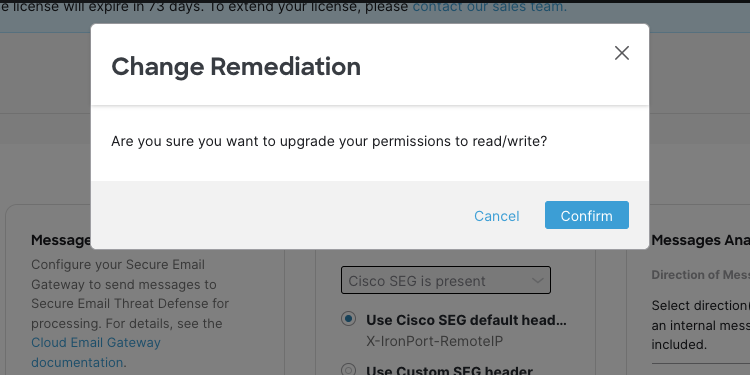 e license will expire in 73 days. To extend your license, please contact our sales team.
Change Remediation
Are you sure you want to upgrade your permissions to read/write?
Cancel
Confirm
Message
Configure your Secure Email
Gateway to send messages to
Secure Email Threat Defense for
processing. For details, see the
Cloud Email Gateway
documentation.
Cisco SEG is present
Use Cisco SEG default head...
X-IronPort-RemoteIP
Use Custom SEG header
Messages Ana
Direction of Mess
Select direction(
an internal mess
included.